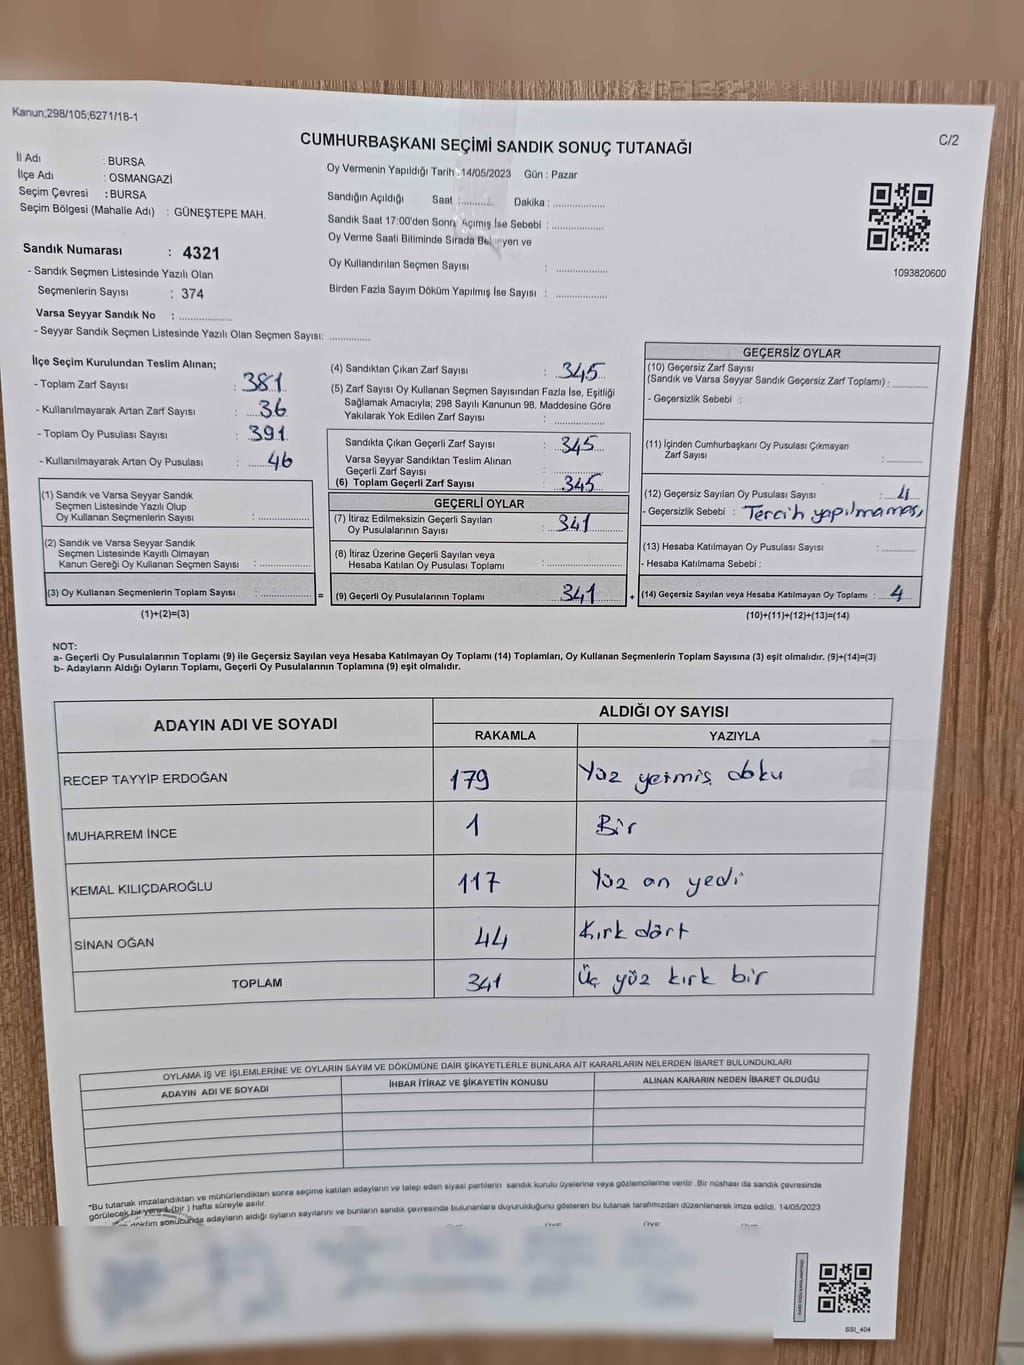 Kanun;298/105;6271/18-1
C/2
CUMHURBAŞKANI SEÇİMİ SANDIK SONUÇ TUTANAĞI
İl Adı : BURSA
İlçe Adı : OSMANGAZİ
Seçim Çevresi : BURSA
Seçim Bölgesi (Mahalle Adı) : GÜNEŞTEPE MAH.
Sandık Numarası : 4321
- Sandık Seçmen Listesinde Yazılı Olan
Seçmenlerin Sayısı : 374
Varsa Seyyar Sandık No : ..............
- Seyyar Sandık Seçmen Listesinde Yazılı Olan Seçmen Sayısı: ..............
Oy Vermenin Yapıldığı Tarih : 14/05/2023 Gün : Pazar
Sandığın Açıldığı Saat :........... Dakika : ..................
Sandık Saat 17:00'den Sonra Açımış İse Sebebi : ..................
Oy Verme Saati Bitiminde Sırada Bekleyen ve
Oy Kullandırılan Seçmen Sayısı : ..................
Birden Fazla Sayım Döküm Yapılmış İse Sayısı : ..................
1093820600
İlçe Seçim Kurulundan Teslim Alınan;
- Toplam Zarf Sayısı : 381
- Kullanılmayarak Artan Zarf Sayısı : 36
- Toplam Oy Pusulası Sayısı : 391
- Kullanılmayarak Artan Oy Pusulası : 46
(1) Sandık ve Varsa Seyyar Sandık
Seçmen Listesinde Yazılı Olup
Oy Kullanan Seçmenlerin Sayısı : ..............
(2) Sandık ve Varsa Seyyar Sandık
Seçmen Listesinde Kayıtlı Olmayan
Kanun Gereği Oy Kullanan Seçmen Sayısı : ..............
(3) Oy Kullanan Seçmenlerin Toplam Sayısı : .............. =
(1)+(2)=(3)
(4) Sandıktan Çıkan Zarf Sayısı : 345
(5) Zarf Sayısı Oy Kullanan Seçmen Sayısından Fazla İse, Eşitliği
Sağlamak Amacıyla; 298 Sayılı Kanunun 98. Maddesine Göre
Yakılarak Yok Edilen Zarf Sayısı : ..............
Sandıkta Çıkan Geçerli Zarf Sayısı : 345
Varsa Seyyar Sandıktan Teslim Alınan
Geçerli Zarf Sayısı : ..............
(6) Toplam Geçerli Zarf Sayısı : 345
GEÇERLİ OYLAR
(7) İtiraz Edilmeksizin Geçerli Sayılan
Oy Pusulalarının Sayısı : 341
(8) İtiraz Üzerine Geçerli Sayılan veya
Hesaba Katılan Oy Pusulası Toplamı : ..............
(9) Geçerli Oy Pusulalarının Toplamı : 341 +
GEÇERSİZ OYLAR
(10) Geçersiz Zarf Sayısı
(Sandık ve Varsa Seyyar Sandık Geçersiz Zarf Toplamı) : ..........
- Geçersizlik Sebebi :
(11) İçinden Cumhurbaşkanı Oy Pusulası Çıkmayan
Zarf Sayısı : ..........
(12) Geçersiz Sayılan Oy Pusulası Sayısı : 4
- Geçersizlik Sebebi : Tercih yapılmaması
(13) Hesaba Katılmayan Oy Pusulası Sayısı : ..........
- Hesaba Katılmama Sebebi :
(14) Geçersiz Sayılan veya Hesaba Katılmayan Oy Toplamı : 4
(10)+(11)+(12)+(13)=(14)
NOT:
a- Geçerli Oy Pusulalarının Toplamı (9) ile Geçersiz Sayılan veya Hesaba Katılmayan Oy Toplamı (14) Toplamları, Oy Kullanan Seçmenlerin Toplam Sayısına (3) eşit olmalıdır. (9)+(14)=(3)
b- Adayların Aldığı Oyların Toplamı, Geçerli Oy Pusulalarının Toplamına (9) eşit olmalıdır.
ADAYIN ADI VE SOYADI ALDIĞI OY SAYISI
RAKAMLA YAZIYLA
RECEP TAYYİP ERDOĞAN 179 Yüz yetmiş dokuz
MUHARREM İNCE 1 Bir
KEMAL KILIÇDAROĞLU 117 Yüz on yedi
SİNAN OĞAN 44 Kırk dört
TOPLAM 341 Üç yüz kırk bir
OYLAMA İŞ VE İŞLEMLERİNE VE OYLARIN SAYIM VE DÖKÜMÜNE DAİR ŞİKAYETLERLE BUNLARA AİT KARARLARIN NELERDEN İBARET BULUNDUKLARI
ADAYIN ADI VE SOYADI İHBAR İTİRAZ VE ŞİKAYETİN KONUSU ALINAN KARARIN NEDEN İBARET OLDUĞU
*Bu tutanak imzalandıktan ve mühürlendikten sonra seçime katılan adayların ve talep eden siyasi partilerin sandık kurulu üyelerine veya gözlemcilerine verilir .Bir nüshası da sandık çevresinde
görülecek bir yere 1 (bir ) hafta süreyle asılır.
döküm sonucunda adayların aldığı oyların sayılarını ve bunların sandık çevresinde bulunanlara duyurulduğunu gösteren bu tutanak tarafımızdan düzenlenerek imza edildi. 14/05/2023
SSI_404